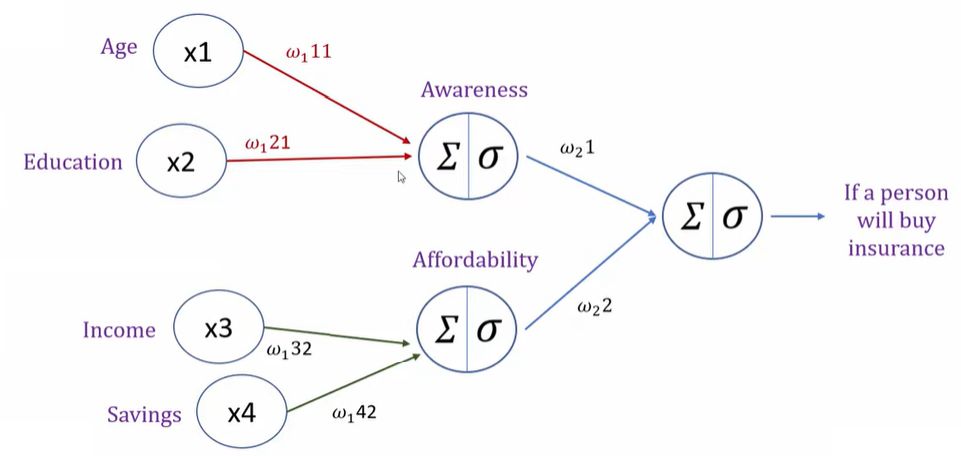 Age
x1
ω₁11
Awareness
Education
x2
ω₁21
Σ σ
ω₂1
Σ σ
If a person
will buy
insurance
Affordability
Income
x3
ω₁32
Σ σ
ω₂2
Savings
x4
ω₁42